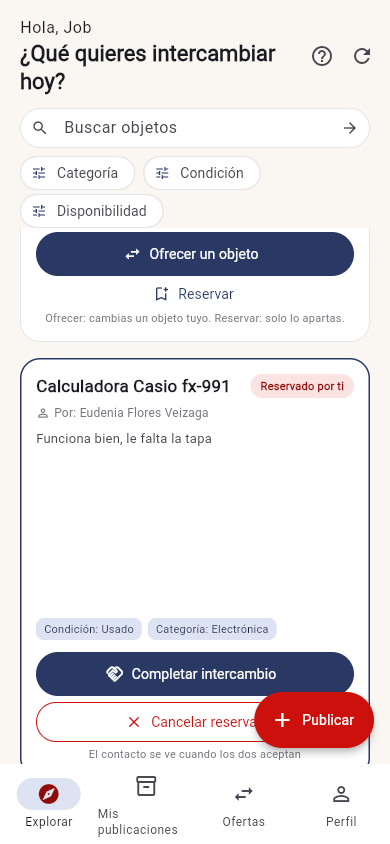 Hola, Job
¿Qué quieres intercambiar
hoy?
Buscar objetos
Categoría
Condición
Disponibilidad
Ofrecer un objeto
Reservar
Ofrecer: cambias un objeto tuyo. Reservar: solo lo apartas.
Calculadora Casio fx-991
Reservado por ti
Por: Eudenia Flores Veizaga
Funciona bien, le falta la tapa
Condición: Usado
Categoría: Electrónica
Completar intercambio
Cancelar reserva
Publicar
El contacto se ve cuando los dos aceptan
Explorar
Mis
publicaciones
Ofertas
Perfil